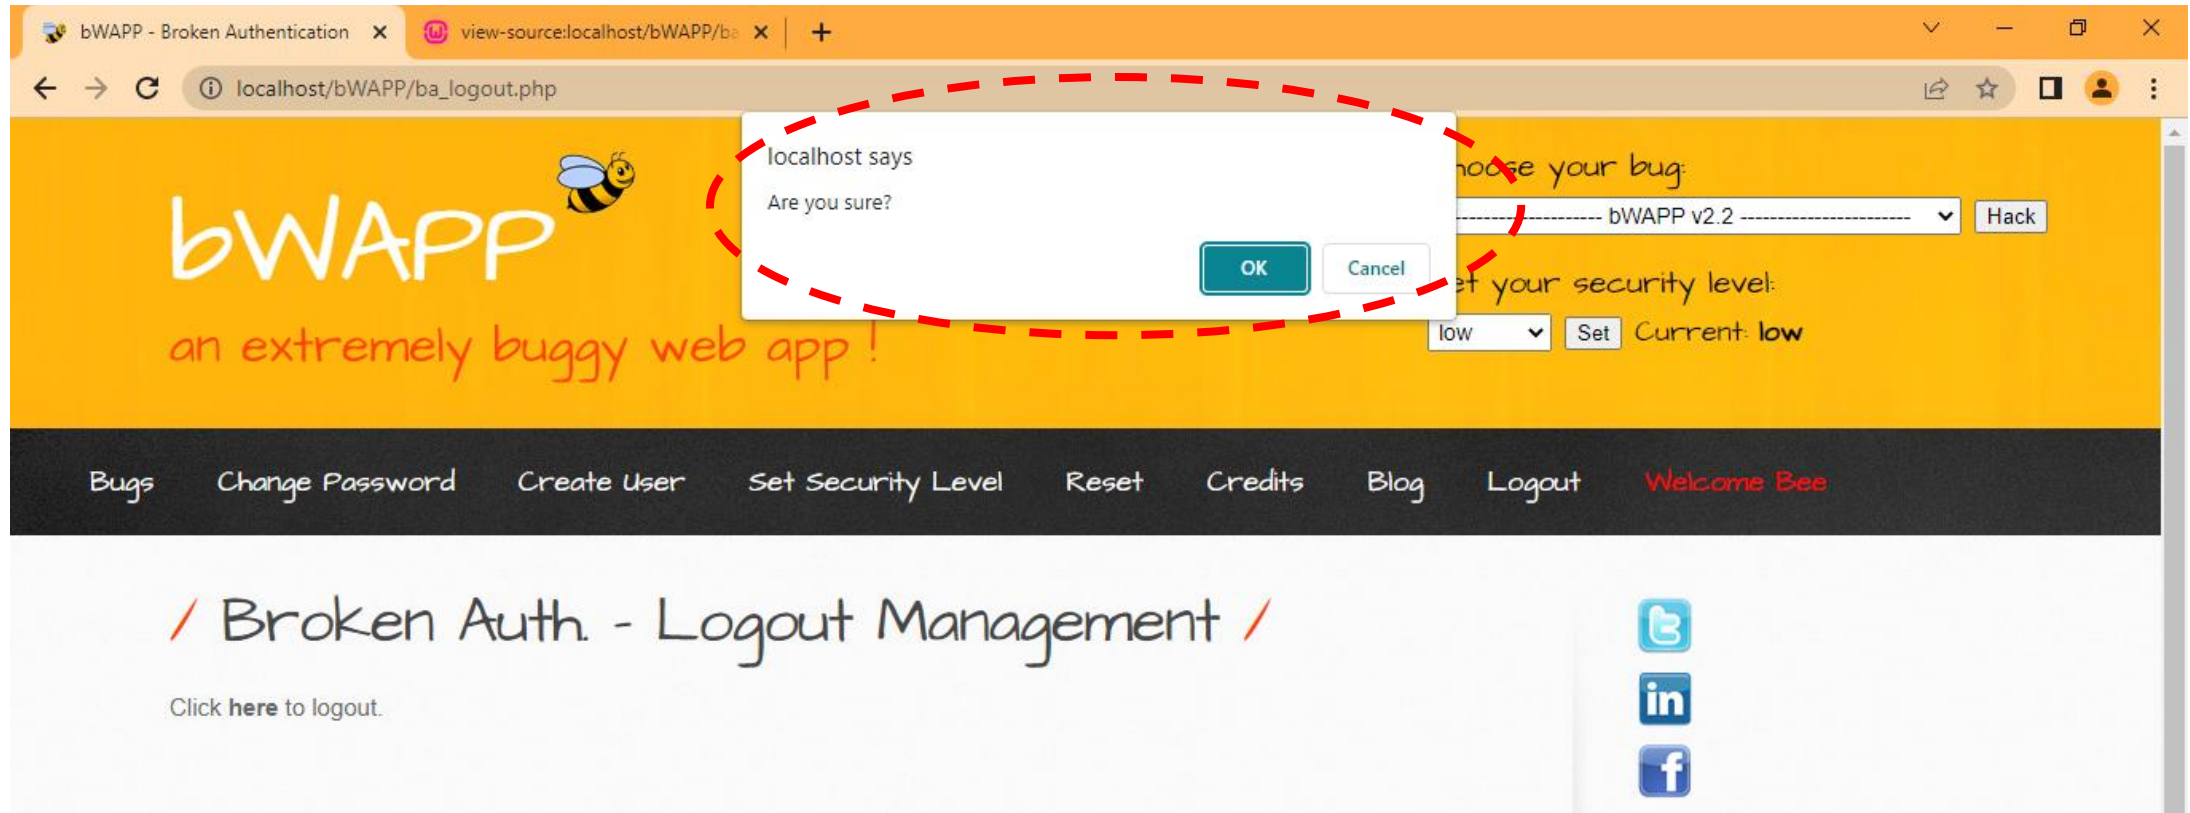 bWAPP - Broken Authentication
view-source:localhost/bWAPP/ba
localhost/bWAPP/ba_logout.php
localhost says
Are you sure?
OK
Cancel
bWAPP
an extremely buggy web app !
hoose your bug:
-------------------- bWAPP v2.2 ----------------------- 
Hack
et your security level:
low
Set
Current: low
Bugs
Change Password
Create User
Set Security Level
Reset
Credits
Blog
Logout
Welcome Bee
/ Broken Auth. - Logout Management /
Click here to logout.
in
f